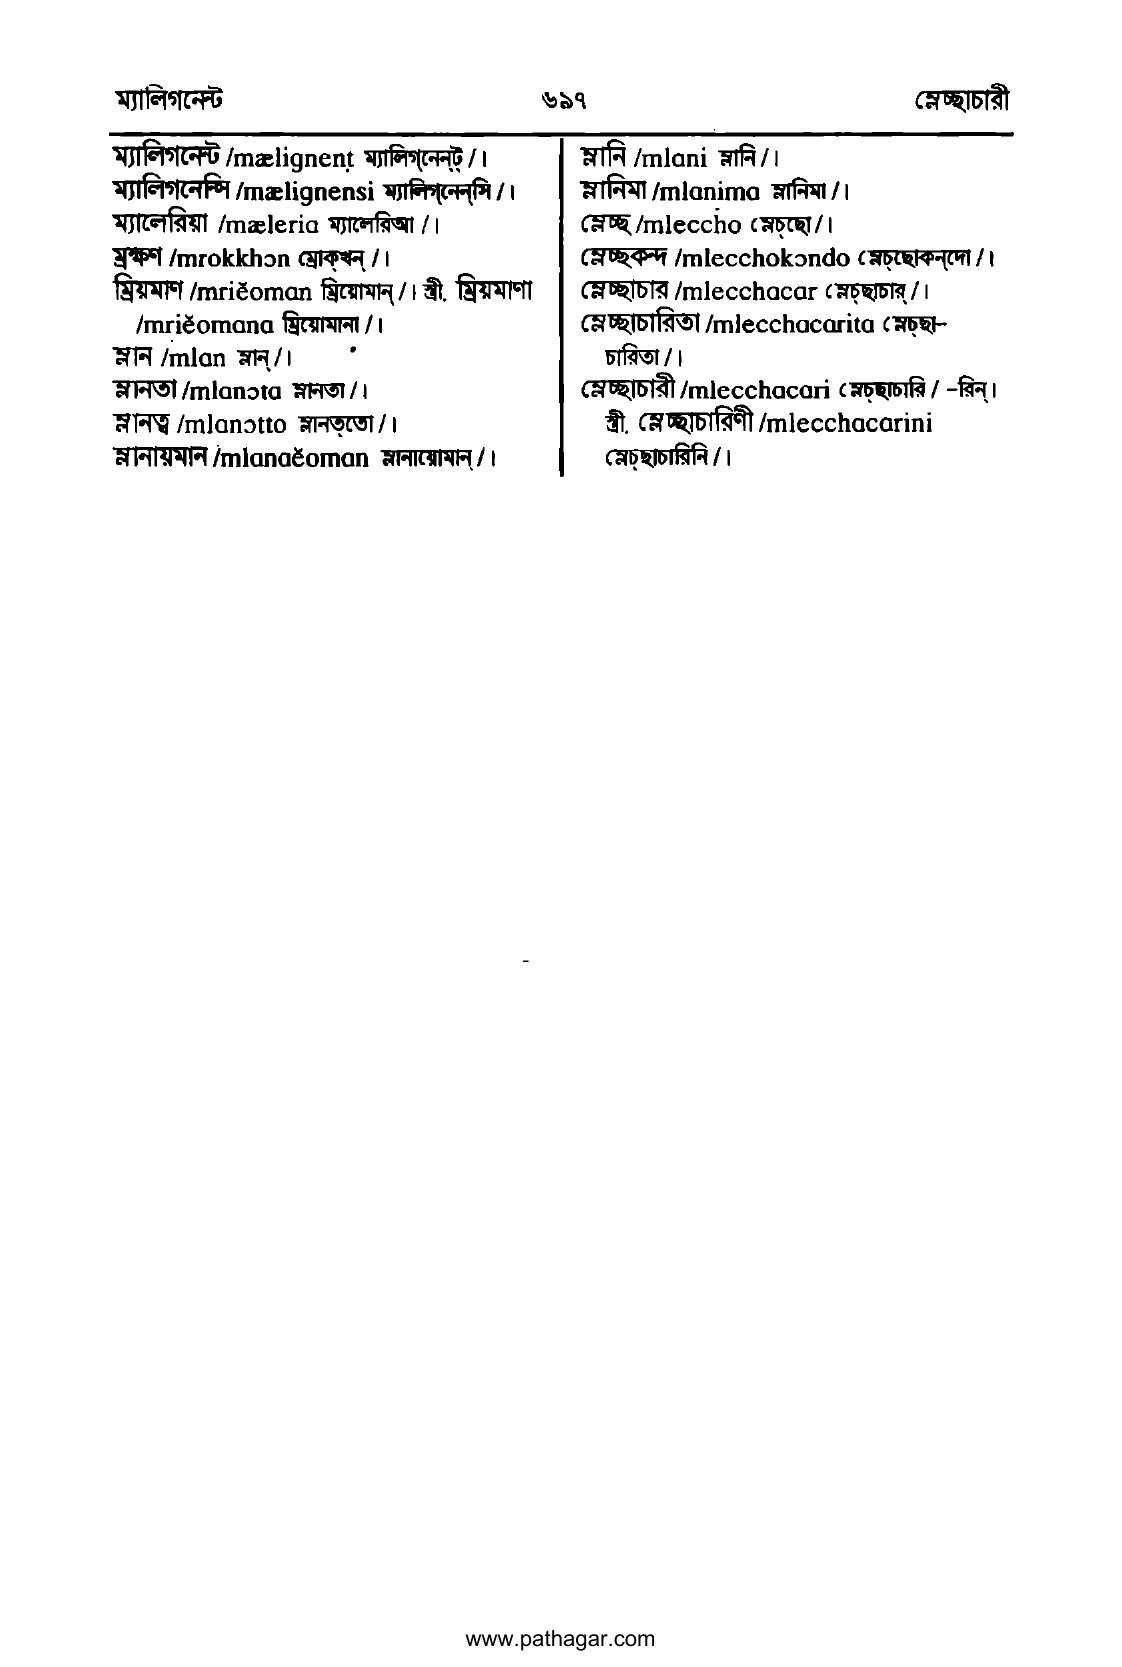 ম্যালিগনেন্ট ৬৯৭ ম্লেচ্ছাচারী
ম্যালিগনেন্ট /mælignenṭ ম্যালিগ্‌নেন্‌ট্‌/।
ম্যালিগনেন্সি /mælignensi ম্যালিগ্‌নেন্‌সি/।
ম্যালেরিয়া /mæleria ম্যালেরিআ/।
ম্রক্ষণ /mrokkhɔn ম্রোক্‌খন্‌/।
ম্রিয়মাণ /mriĕoman ম্রিয়োমান্‌/। স্ত্রী. ম্রিয়মাণা
/mriĕomana ম্রিয়োমানা/।
ম্লান /mlan ম্লান্‌/।
ম্লানতা /mlanɔta ম্লানতা/।
ম্লানত্ব /mlanɔtto ম্লানত্‌তো/।
ম্লানায়মান /mlanaĕoman ম্লানায়োমান্‌/।
ম্লানি /mlani ম্লানি/।
ম্লানিমা /mlanima ম্লানিমা/।
ম্লেচ্ছ /mleccho ম্লেচ্‌ছো/।
ম্লেচ্ছকন্দ /mlecchokɔndo ম্লেচ্‌ছোকন্‌দো/।
ম্লেচ্ছাচার /mlecchacar ম্লেচ্‌ছাচার্‌/।
ম্লেচ্ছাচারিতা /mlecchacarita ম্লেচ্‌ছা-
চারিতা/।
ম্লেচ্ছাচারী /mlecchacari ম্লেচ্‌ছাচারি/ -রিন্‌।
স্ত্রী. ম্লেচ্ছাচারিণী /mlecchacarini
ম্লেচ্‌ছাচারিনি/।
www.pathagar.com